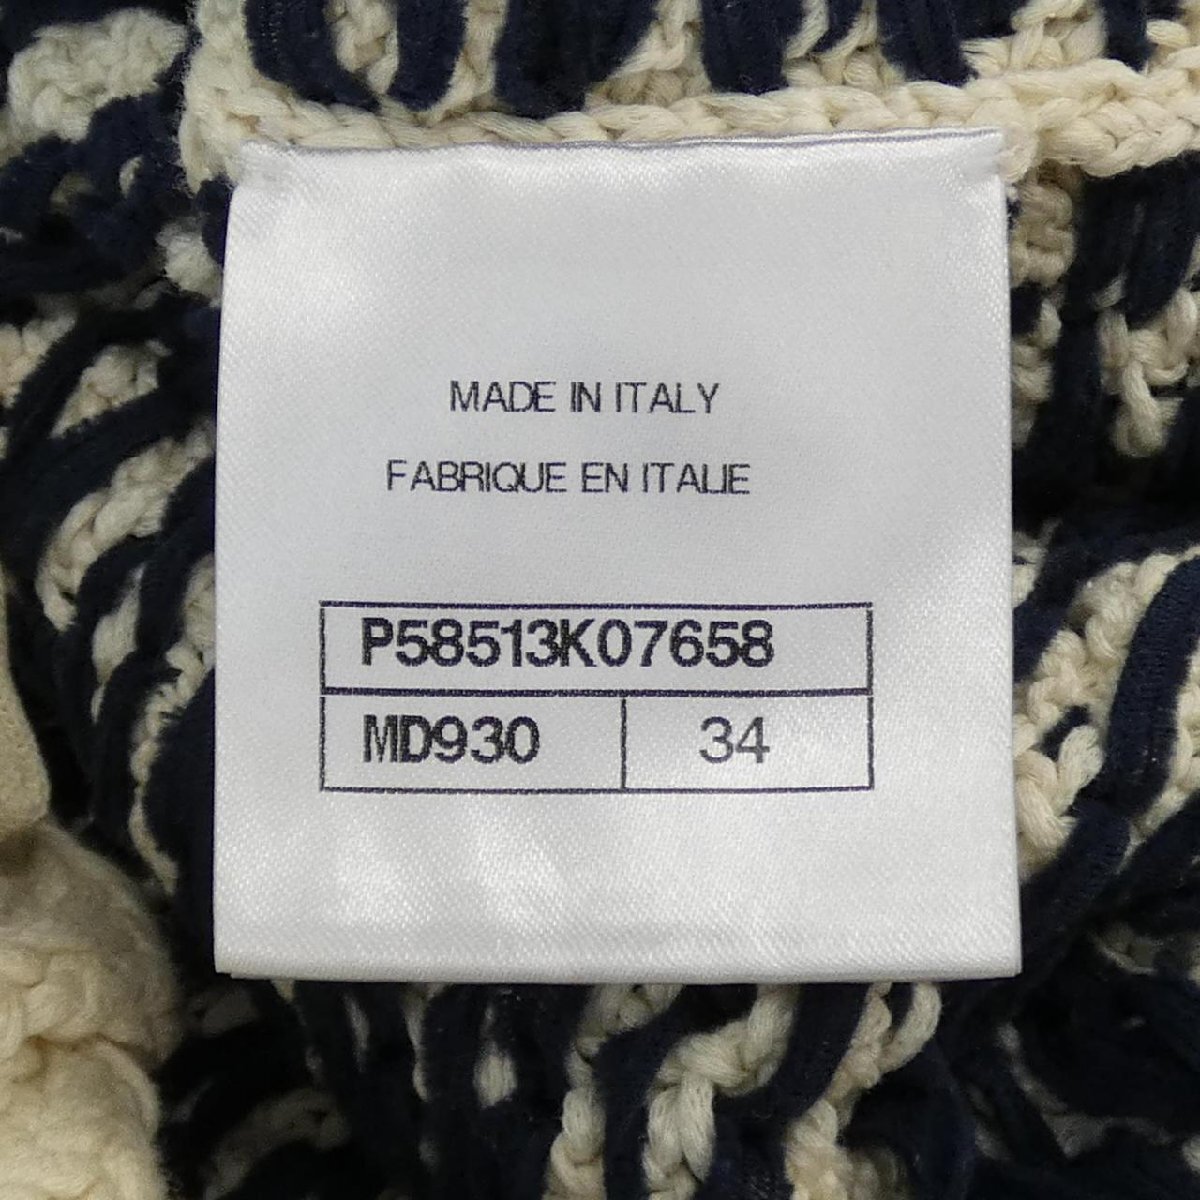 MADE IN ITALY
FABRIQUE EN ITALIE
P58513K07658
MD930 34